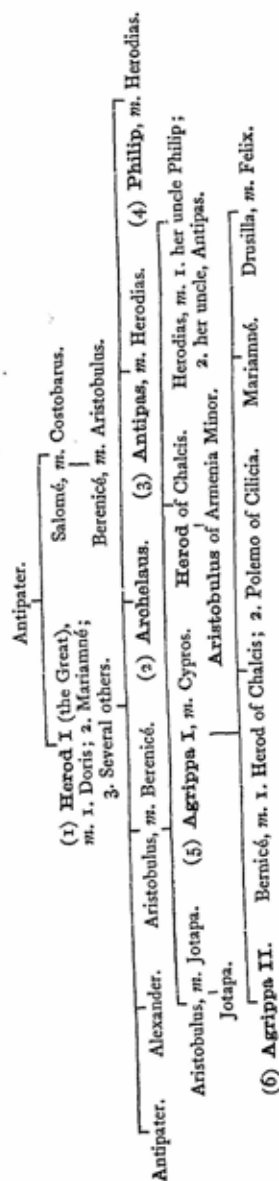 Antipater.
(1) Herod I (the Great), Salomé, m. Costobarus.
m. 1. Doris; 2. Mariamné;
3. Several others. Berenicé, m. Aristobulus.
Antipater. Alexander. Aristobulus, m. Berenicé. (2) Archelaus. (3) Antipas, m. Herodias. (4) Philip, m. Herodias.
Aristobulus, m. Jotapa. (5) Agrippa I, m. Cypros. Herod of Chalcis. Herodias, m. 1. her uncle Philip;
2. her uncle, Antipas.
Jotapa. Aristobulus of Armenia Minor.
(6) Agrippa II. Bernicé, m. 1. Herod of Chalcis; 2. Polemo of Cilicia. Mariamné. Drusilla, m. Felix.